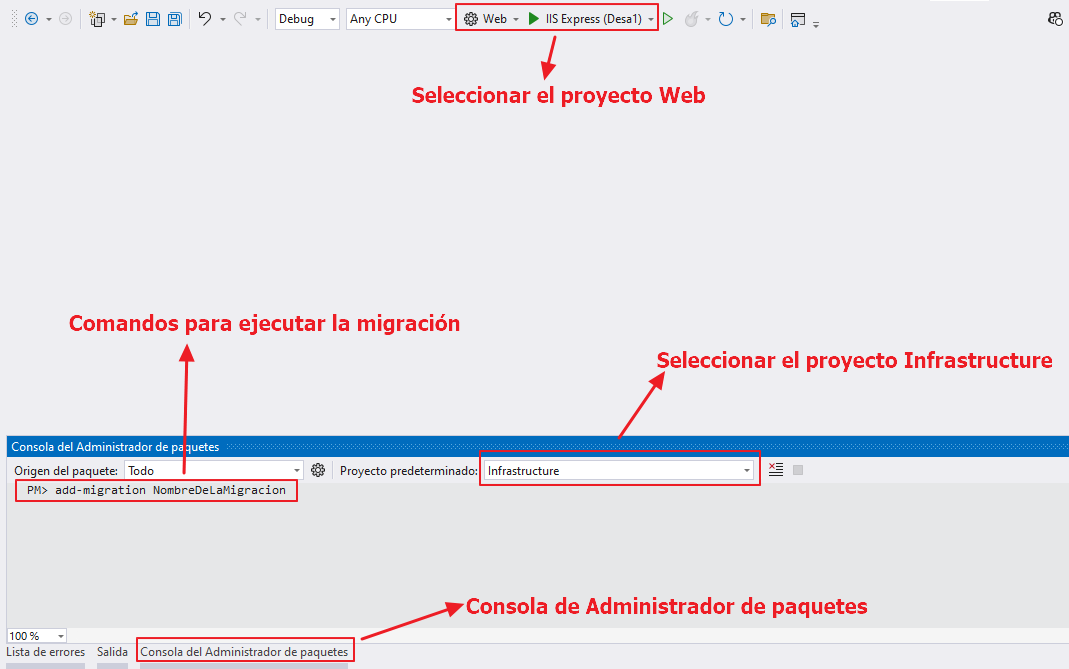 Debug Any CPU Web IIS Express (Desa1)
Seleccionar el proyecto Web
Comandos para ejecutar la migración
Seleccionar el proyecto Infrastructure
Consola del Administrador de paquetes
Origen del paquete: Todo Proyecto predeterminado: Infrastructure
PM> add-migration NombreDeLaMigracion
Consola de Administrador de paquetes
100 %
Lista de errores Salida Consola del Administrador de paquetes